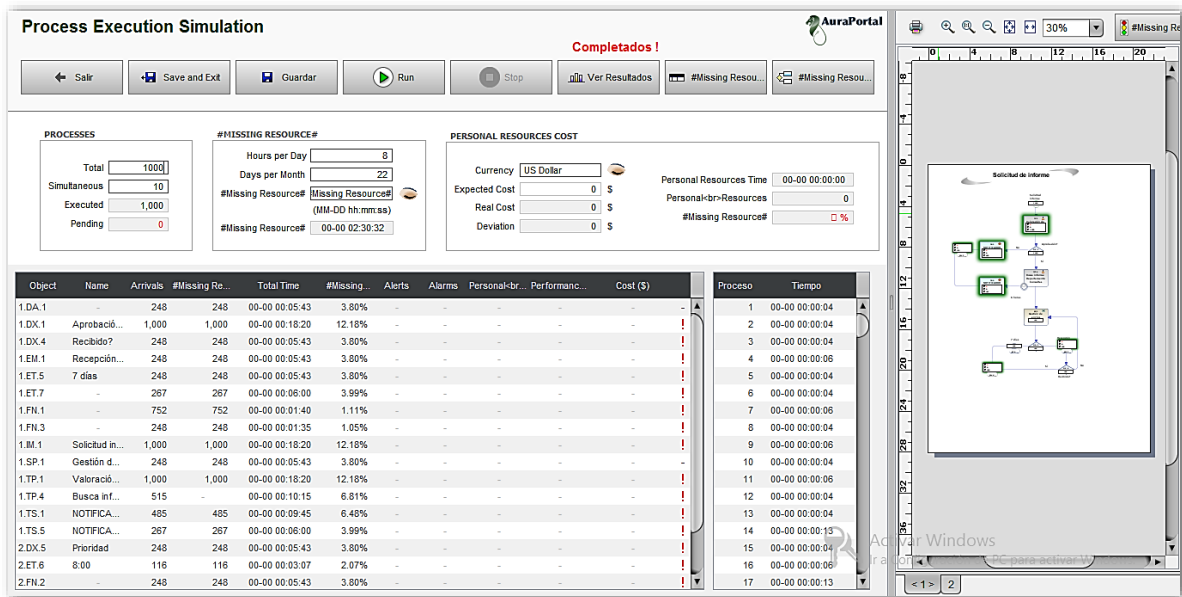 Process Execution Simulation
AuraPortal
Completados !
Salir
Save and Exit
Guardar
Run
Stop
Ver Resultados
#Missing Resou...
#Missing Resou...
30%
#Missing Re
PROCESSES
Total 1000
Simultaneous 10
Executed 1,000
Pending 0
#MISSING RESOURCE#
Hours per Day 8
Days per Month 22
#Missing Resource# Missing Resource#
(MM-DD hh:mm:ss)
#Missing Resource# 00-00 02:30:32
PERSONAL RESOURCES COST
Currency US Dollar
Expected Cost 0 $
Real Cost 0 $
Deviation 0 $
Personal Resources Time 00-00 00:00:00
Personal<br>Resources 0
#Missing Resource# %
Object Name Arrivals #Missing Re... Total Time #Missing... Alerts Alarms Personal<br... Performanc... Cost ($)
1.DA.1 - 248 248 00-00 00:05:43 3.80% - - - - - -
1.DX.1 Aprobació... 1,000 1,000 00-00 00:18:20 12.18% - - - - - !
1.DX.4 Recibido? 248 248 00-00 00:05:43 3.80% - - - - - !
1.EM.1 Recepción... 248 248 00-00 00:05:43 3.80% - - - - - !
1.ET.5 7 días 248 248 00-00 00:05:43 3.80% - - - - - !
1.ET.7 - 267 267 00-00 00:06:00 3.99% - - - - - !
1.FN.1 - 752 752 00-00 00:01:40 1.11% - - - - - !
1.FN.3 - 248 248 00-00 00:01:35 1.05% - - - - - !
1.IM.1 Solicitud in... 1,000 1,000 00-00 00:18:20 12.18% - - - - - !
1.SP.1 Gestión d... 248 248 00-00 00:05:43 3.80% - - - - - -
1.TP.1 Valoració... 1,000 1,000 00-00 00:18:20 12.18% - - - - - !
1.TP.4 Busca inf... 515 - 00-00 00:10:15 6.81% - - - - - !
1.TS.1 NOTIFICA... 485 485 00-00 00:09:45 6.48% - - - - - !
1.TS.5 NOTIFICA... 267 267 00-00 00:06:00 3.99% - - - - - !
2.DX.5 Prioridad 248 248 00-00 00:05:43 3.80% - - - - - !
2.ET.6 8:00 116 116 00-00 00:03:07 2.07% - - - - - !
2.FN.2 - 248 248 00-00 00:05:43 3.80% - - - - - !
Proceso Tiempo
1 00-00 00:00:04
2 00-00 00:00:04
3 00-00 00:00:04
4 00-00 00:00:06
5 00-00 00:00:04
6 00-00 00:00:04
7 00-00 00:00:06
8 00-00 00:00:04
9 00-00 00:00:06
10 00-00 00:00:04
11 00-00 00:00:06
12 00-00 00:00:04
13 00-00 00:00:04
14 00-00 00:00:13
15 00-00 00:00:04
16 00-00 00:00:06
17 00-00 00:00:13
0 4 8 12 16 20
-8
-4
0
4
8
12
16
20
24
28
32
36
Solicitud de informe
Activar Windows
PC para activar
< 1 > 2